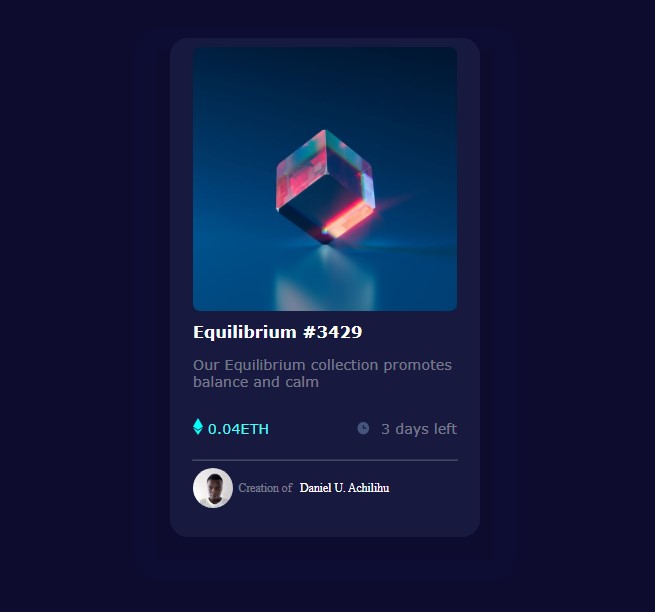 Equilibrium #3429
Our Equilibrium collection promotes
balance and calm
0.04ETH 3 days left
Creation of Daniel U. Achilihu